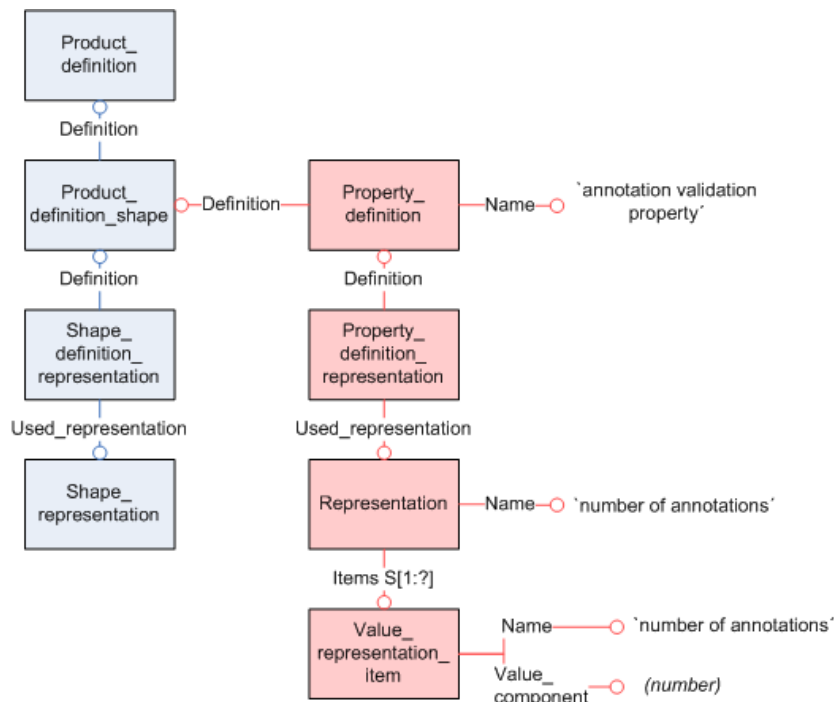 Product_
definition
Definition
Product_
definition_shape
Definition
Property_
definition
Name
`annotation validation
property´
Definition
Definition
Shape_
definition_
representation
Property_
definition_
representation
Used_representation
Used_representation
Shape_
representation
Representation
Name
`number of annotations´
Items S[1:?]
Value_
representation_
item
Name
`number of annotations´
Value_
component
(number)